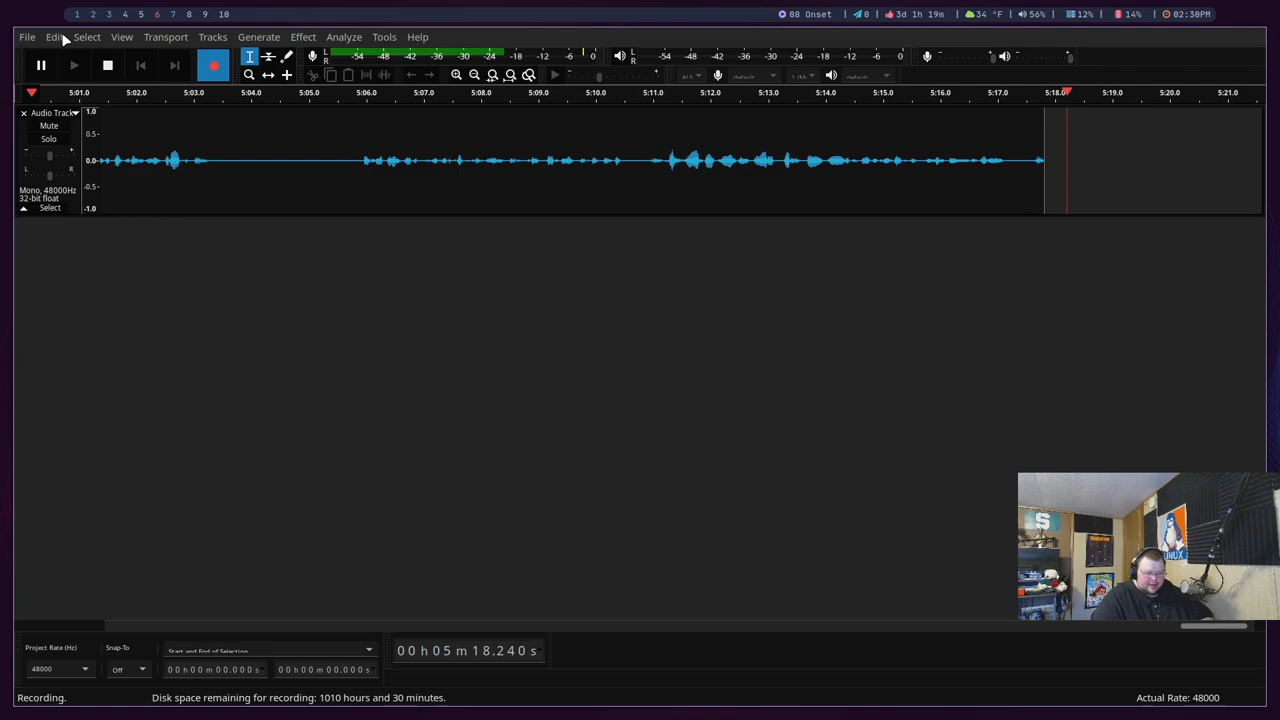 1 2 3 4 5 6 7 8 9 10
08 Onset | 0 | 3d 1h 19m | 34 °F | 56% | 12% | 14% | 02:30PM
File Edit Select View Transport Tracks Generate Effect Analyze Tools Help
L -54 -48 -42 -36 -30 -24 -18 -12 -6 0
R
L -54 -48 -42 -36 -30 -24 -18 -12 -6 0
R
default
default
5:01.0 5:02.0 5:03.0 5:04.0 5:05.0 5:06.0 5:07.0 5:08.0 5:09.0 5:10.0 5:11.0 5:12.0 5:13.0 5:14.0 5:15.0 5:16.0 5:17.0 5:18.0 5:19.0 5:20.0 5:21.0
Audio Track
Mute
Solo
- +
L R
Mono, 48000Hz
32-bit float
Select
1.0
0.5
0.0
-0.5
-1.0
S
LINUX
Project Rate (Hz) Snap-To Start and End of Selection
48000 Off 00 h 00 m 00.000 s 00 h 00 m 00.000 s
00 h 05 m 18.240 s
Recording. Disk space remaining for recording: 1010 hours and 30 minutes. Actual Rate: 48000